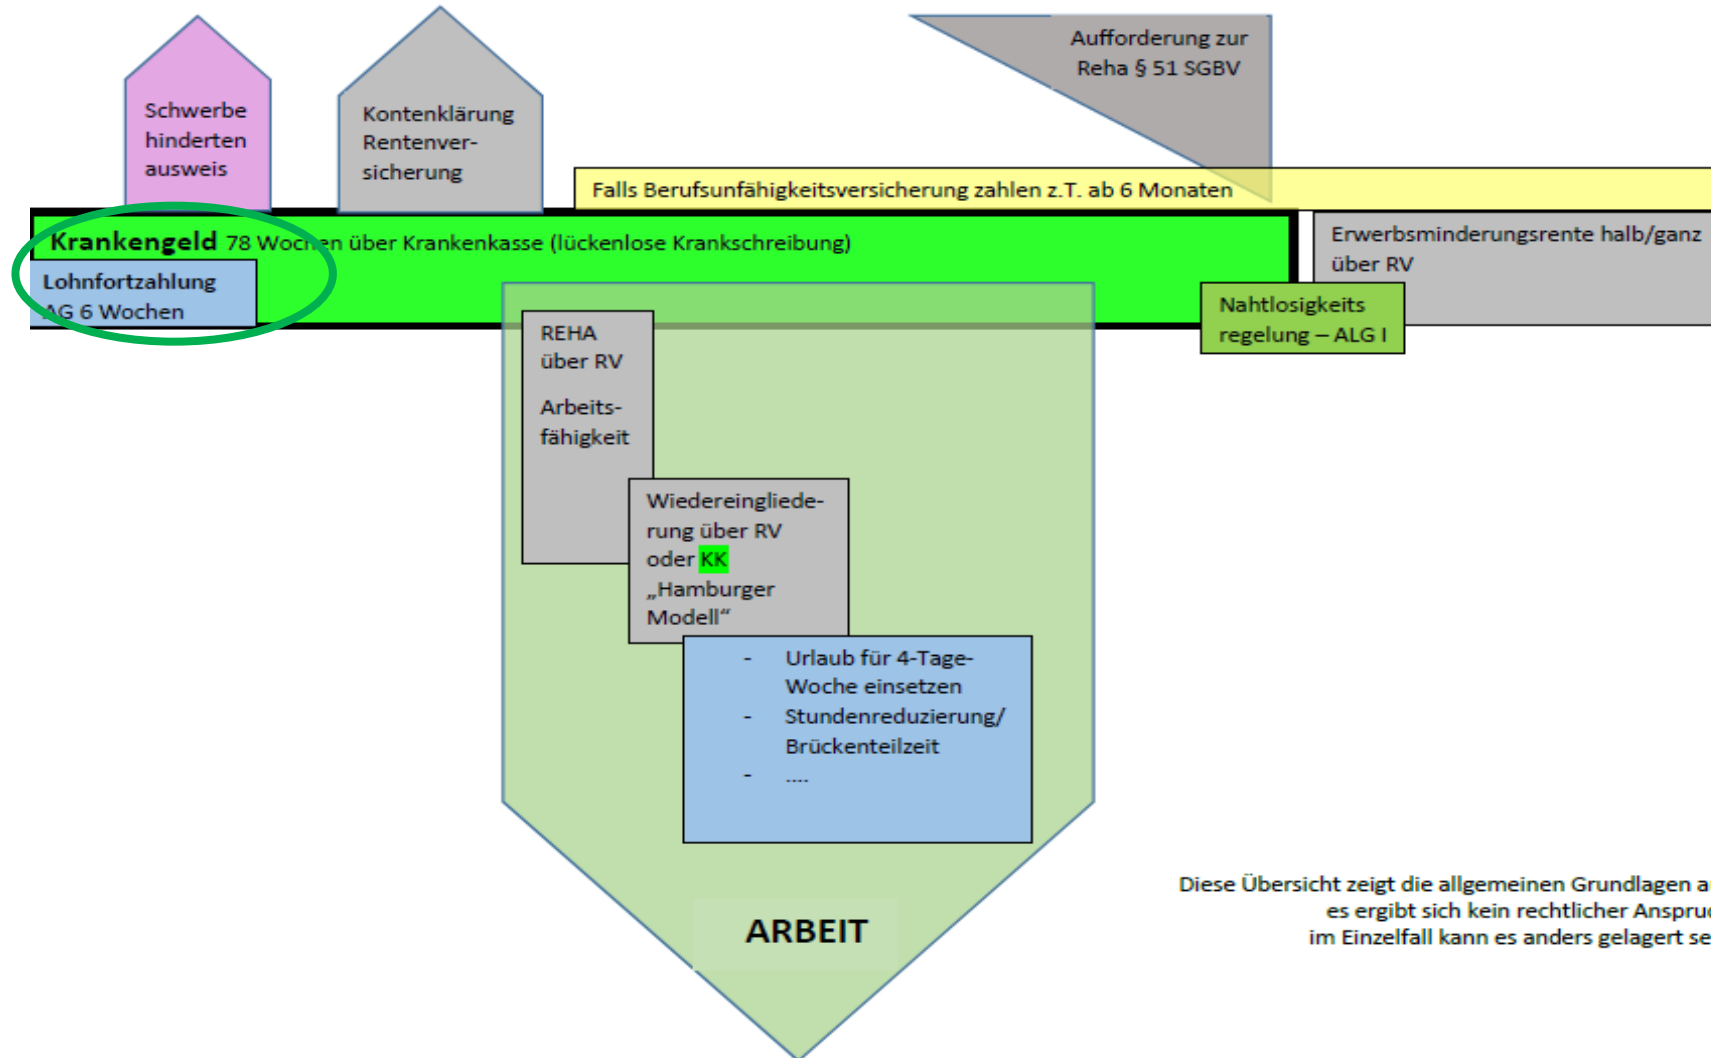 Schwerbe
hinderten
ausweis
Kontenklärung
Rentenver-
sicherung
Aufforderung zur
Reha § 51 SGBV
Falls Berufsunfähigkeitsversicherung zahlen z.T. ab 6 Monaten
Krankengeld 78 Wochen über Krankenkasse (lückenlose Krankschreibung)
Lohnfortzahlung
AG 6 Wochen
Erwerbsminderungsrente halb/ganz
über RV
Nahtlosigkeits
regelung – ALG I
REHA
über RV
Arbeits-
fähigkeit
Wiedereingliede-
rung über RV
oder KK
„Hamburger
Modell“
- Urlaub für 4-Tage-
Woche einsetzen
- Stundenreduzierung/
Brückenteilzeit
- ....
ARBEIT
Diese Übersicht zeigt die allgemeinen Grundlagen
es ergibt sich kein rechtlicher
im Einzelfall kann es anders gelagert